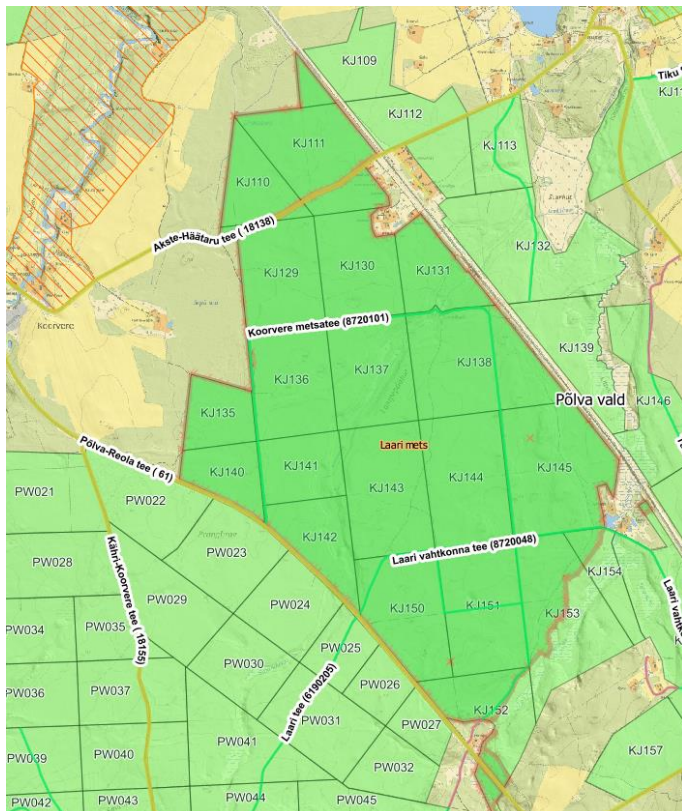 KJ109
Tiku
KJ112
KJ111
KJ113
KJ110
Akste-Häätaru tee ( 18138)
KJ132
KJ130
KJ131
KJ129
Koorvere
Koorvere metsatee (8720101)
KJ139
KJ137
KJ138
KJ136
Põlva vald
KJ146
KJ135
Laari mets
Põlva-Reola tee ( 61)
KJ145
KJ141
KJ140
KJ144
PW021
KJ143
PW022
KJ142
PW023
Laari vahtkonna tee (8720048)
PW028
Kähri-Koorvere tee ( 18155)
KJ154
PW029
PW024
KJ150
KJ151
KJ153
PW034
PW035
PW025
Laari tee (6190205)
PW030
PW026
PW036
PW037
KJ152
PW031
PW027
PW041
KJ157
PW039
PW040
PW032
PW042
PW043
PW044
PW045